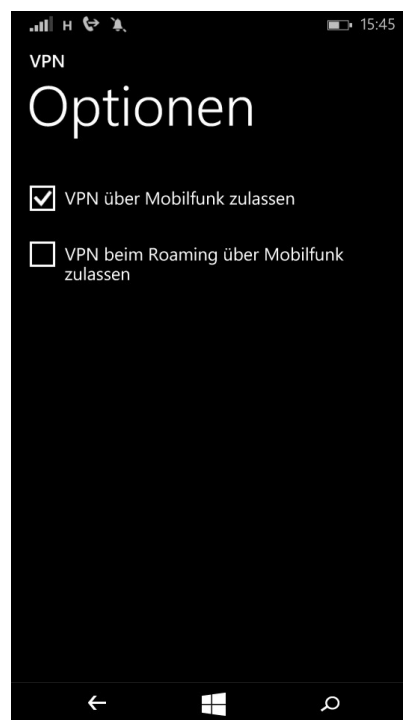 H 15:45
VPN
Optionen
VPN über Mobilfunk zulassen
VPN beim Roaming über Mobilfunk
zulassen